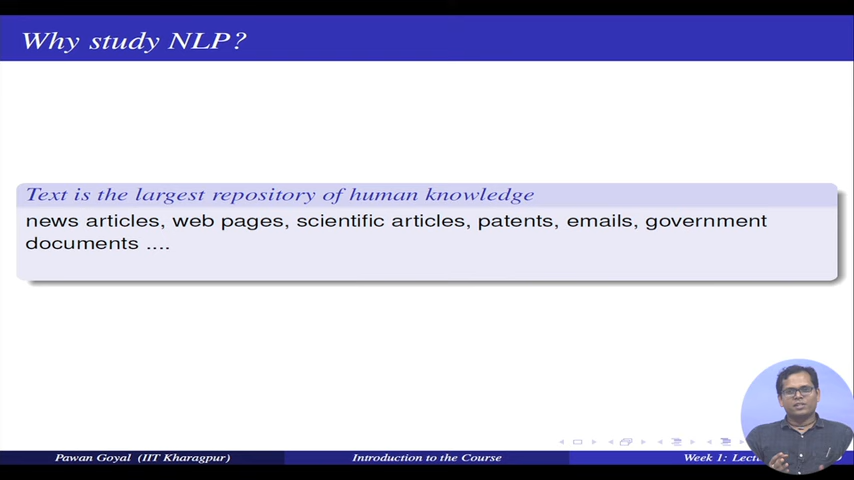 Why study NLP?
Text is the largest repository of human knowledge
news articles, web pages, scientific articles, patents, emails, government
documents ....
Pawan Goyal (IIT Kharagpur)
Introduction to the Course
Week 1: